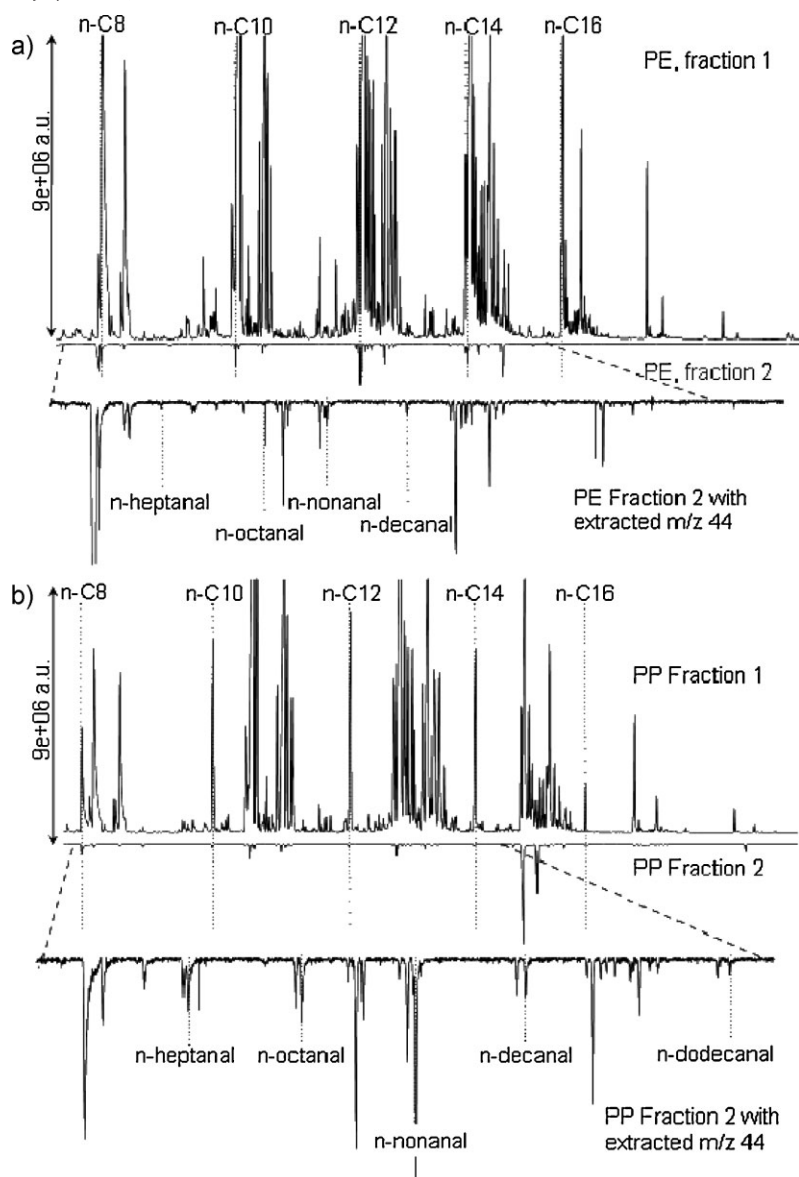 a)
n-C8 n-C10 n-C12 n-C14 n-C16
PE, fraction 1
9e+06 a.u.
PE, fraction 2
n-heptanal
n-octanal
n-nonanal
n-decanal
PE Fraction 2 with
extracted m/z 44
b)
n-C8 n-C10 n-C12 n-C14 n-C16
PP Fraction 1
9e+06 a.u.
PP Fraction 2
n-heptanal n-octanal n-decanal n-dodecanal
n-nonanal
PP Fraction 2 with
extracted m/z 44